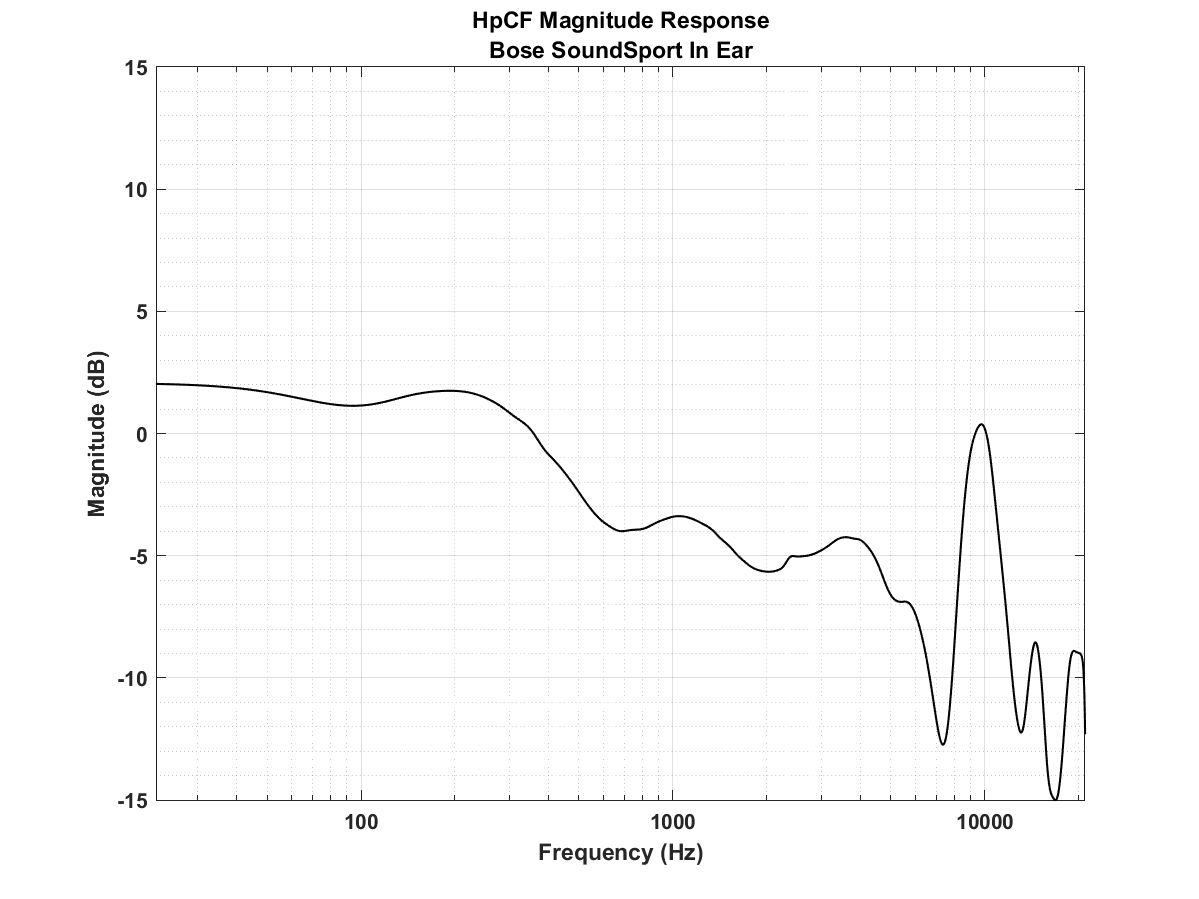 HpCF Magnitude Response
Bose SoundSport In Ear
15
10
5
0
-5
-10
-15
Magnitude (dB)
100
1000
10000
Frequency (Hz)